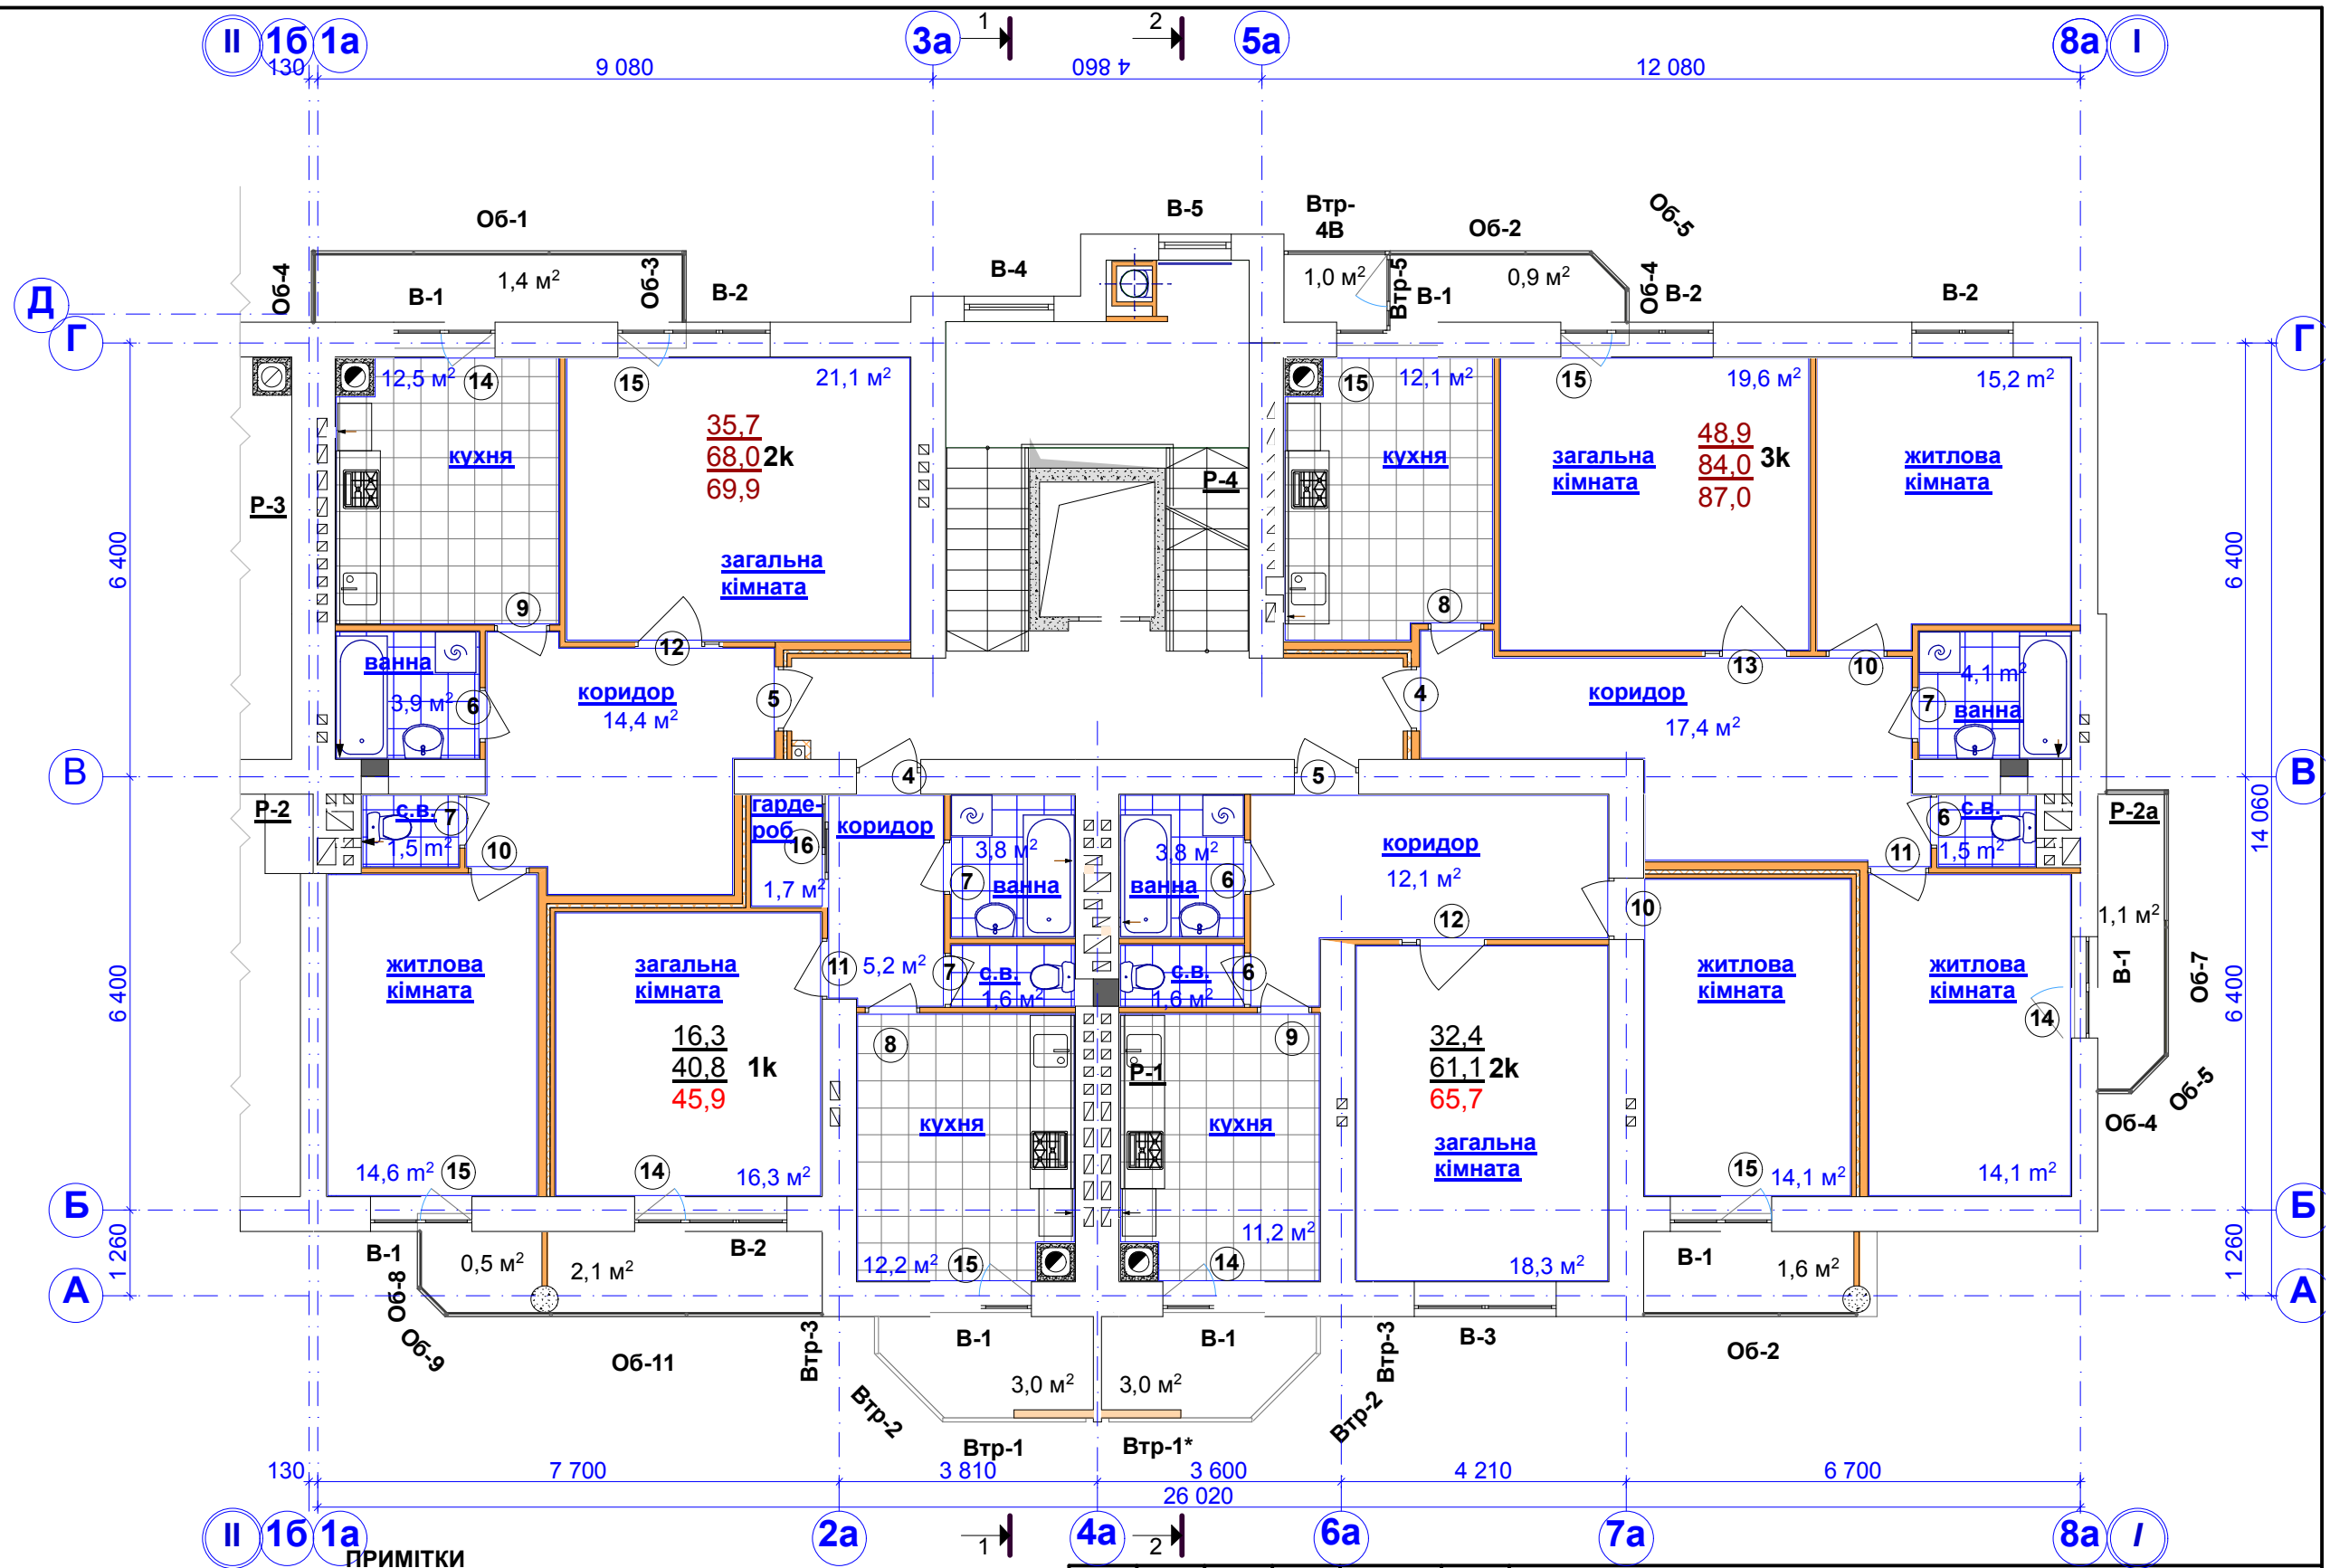 II 1б 1а 3а 1 2 5а 8а I
130 9 080 4 860 12 080
Об-1 В-5 Втр- Об-2 Об-5
4В
Об-4 В-1 1,4 м² Об-3 В-2 В-4 1,0 м² Втр-5 В-1 0,9 м² Об-4 В-2 В-2
Д
Г Г
12,5 м² 14 15 21,1 м² 15 12,1 м² 15 19,6 м² 15,2 m²
35,7 48,9
68,0 2k 84,0 3k
69,9 87,0
кухня кухня загальна житлова
кімната кімната
Р-3 Р-4
6 400 6 400
загальна
кімната
9 8
12 13 10
ванна 4,1 m²
3,9 м² 6 коридор 5 4 коридор 7 ванна
14,4 м² 17,4 м²
В 4 5 В
Р-2 с.в. 7 гарде- коридор коридор 6 с.в. Р-2а
роб 16
1,5 m² 10 3,8 м² 3,8 м² 12,1 м² 11 1,5 m²
1,7 м² 7 ванна ванна 6 10
14 060
12 1,1 м²
житлова загальна 11 5,2 м² 7 с.в. с.в. 6 житлова житлова В-1 Об-7
кімната кімната 1,6 м² 1,6 м² кімната кімната
14
6 400 6 400
16,3 8 9 32,4
40,8 1k Р-1 61,1 2k
45,9 65,7
Об-5
Об-4
кухня кухня загальна
кімната
14,6 m² 15 14 16,3 м² 15 14,1 м² 14,1 m²
Б Б
11,2 м²
В-1 0,5 м² 2,1 м² В-2 12,2 м² 15 14 18,3 м² В-1 1,6 м²
1 260 1 260
А А
Об-8 Об-9 Об-11 Втр-3 В-1 В-1 Втр-3 В-3 Об-2
3,0 м² 3,0 м²
Втр-2 Втр-2
Втр-1 Втр-1*
130 7 700 3 810 3 600 4 210 6 700
26 020
II 1б 1а 2а 1 4а 2 6а 7а 8а I
ПРИМІТКИ